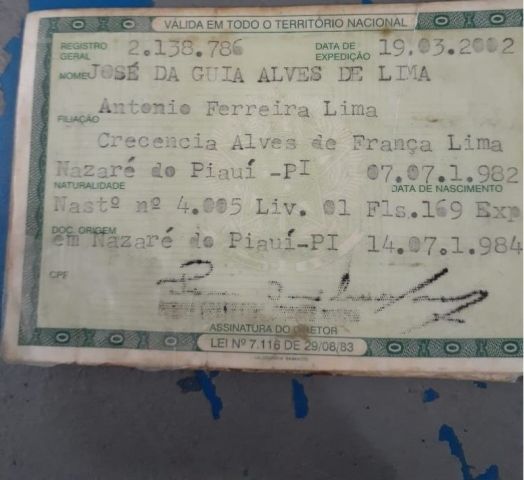 VÁLIDA EM TODO O TERRITÓRIO NACIONAL
REGISTRO GERAL 2.138.786 DATA DE EXPEDIÇÃO 19.03.2002
NOME JOSÉ DA GUIA ALVES DE LIMA
Antonio Ferreira Lima
FILIAÇÃO
Crecencia Alves de França Lima
Nazaré do Piauí -PI 07.07.1.982
NATURALIDADE DATA DE NASCIMENTO
Nastº nº 4.005 Liv. 01 Fls.169 Exp
DOC. ORIGEM
em Nazaré do Piauí-PI 14.07.1.984
CPF
ASSINATURA DO DIRETOR
LEI Nº 7.116 DE 29/08/83